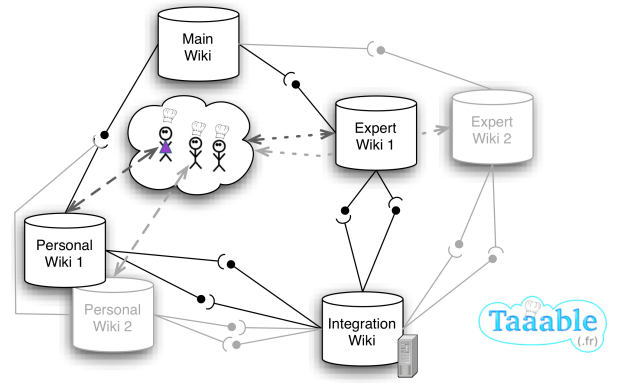 Main
Wiki
Expert
Wiki 1
Expert
Wiki 2
Personal
Wiki 1
Personal
Wiki 2
Integration
Wiki
Taaable
(.fr)